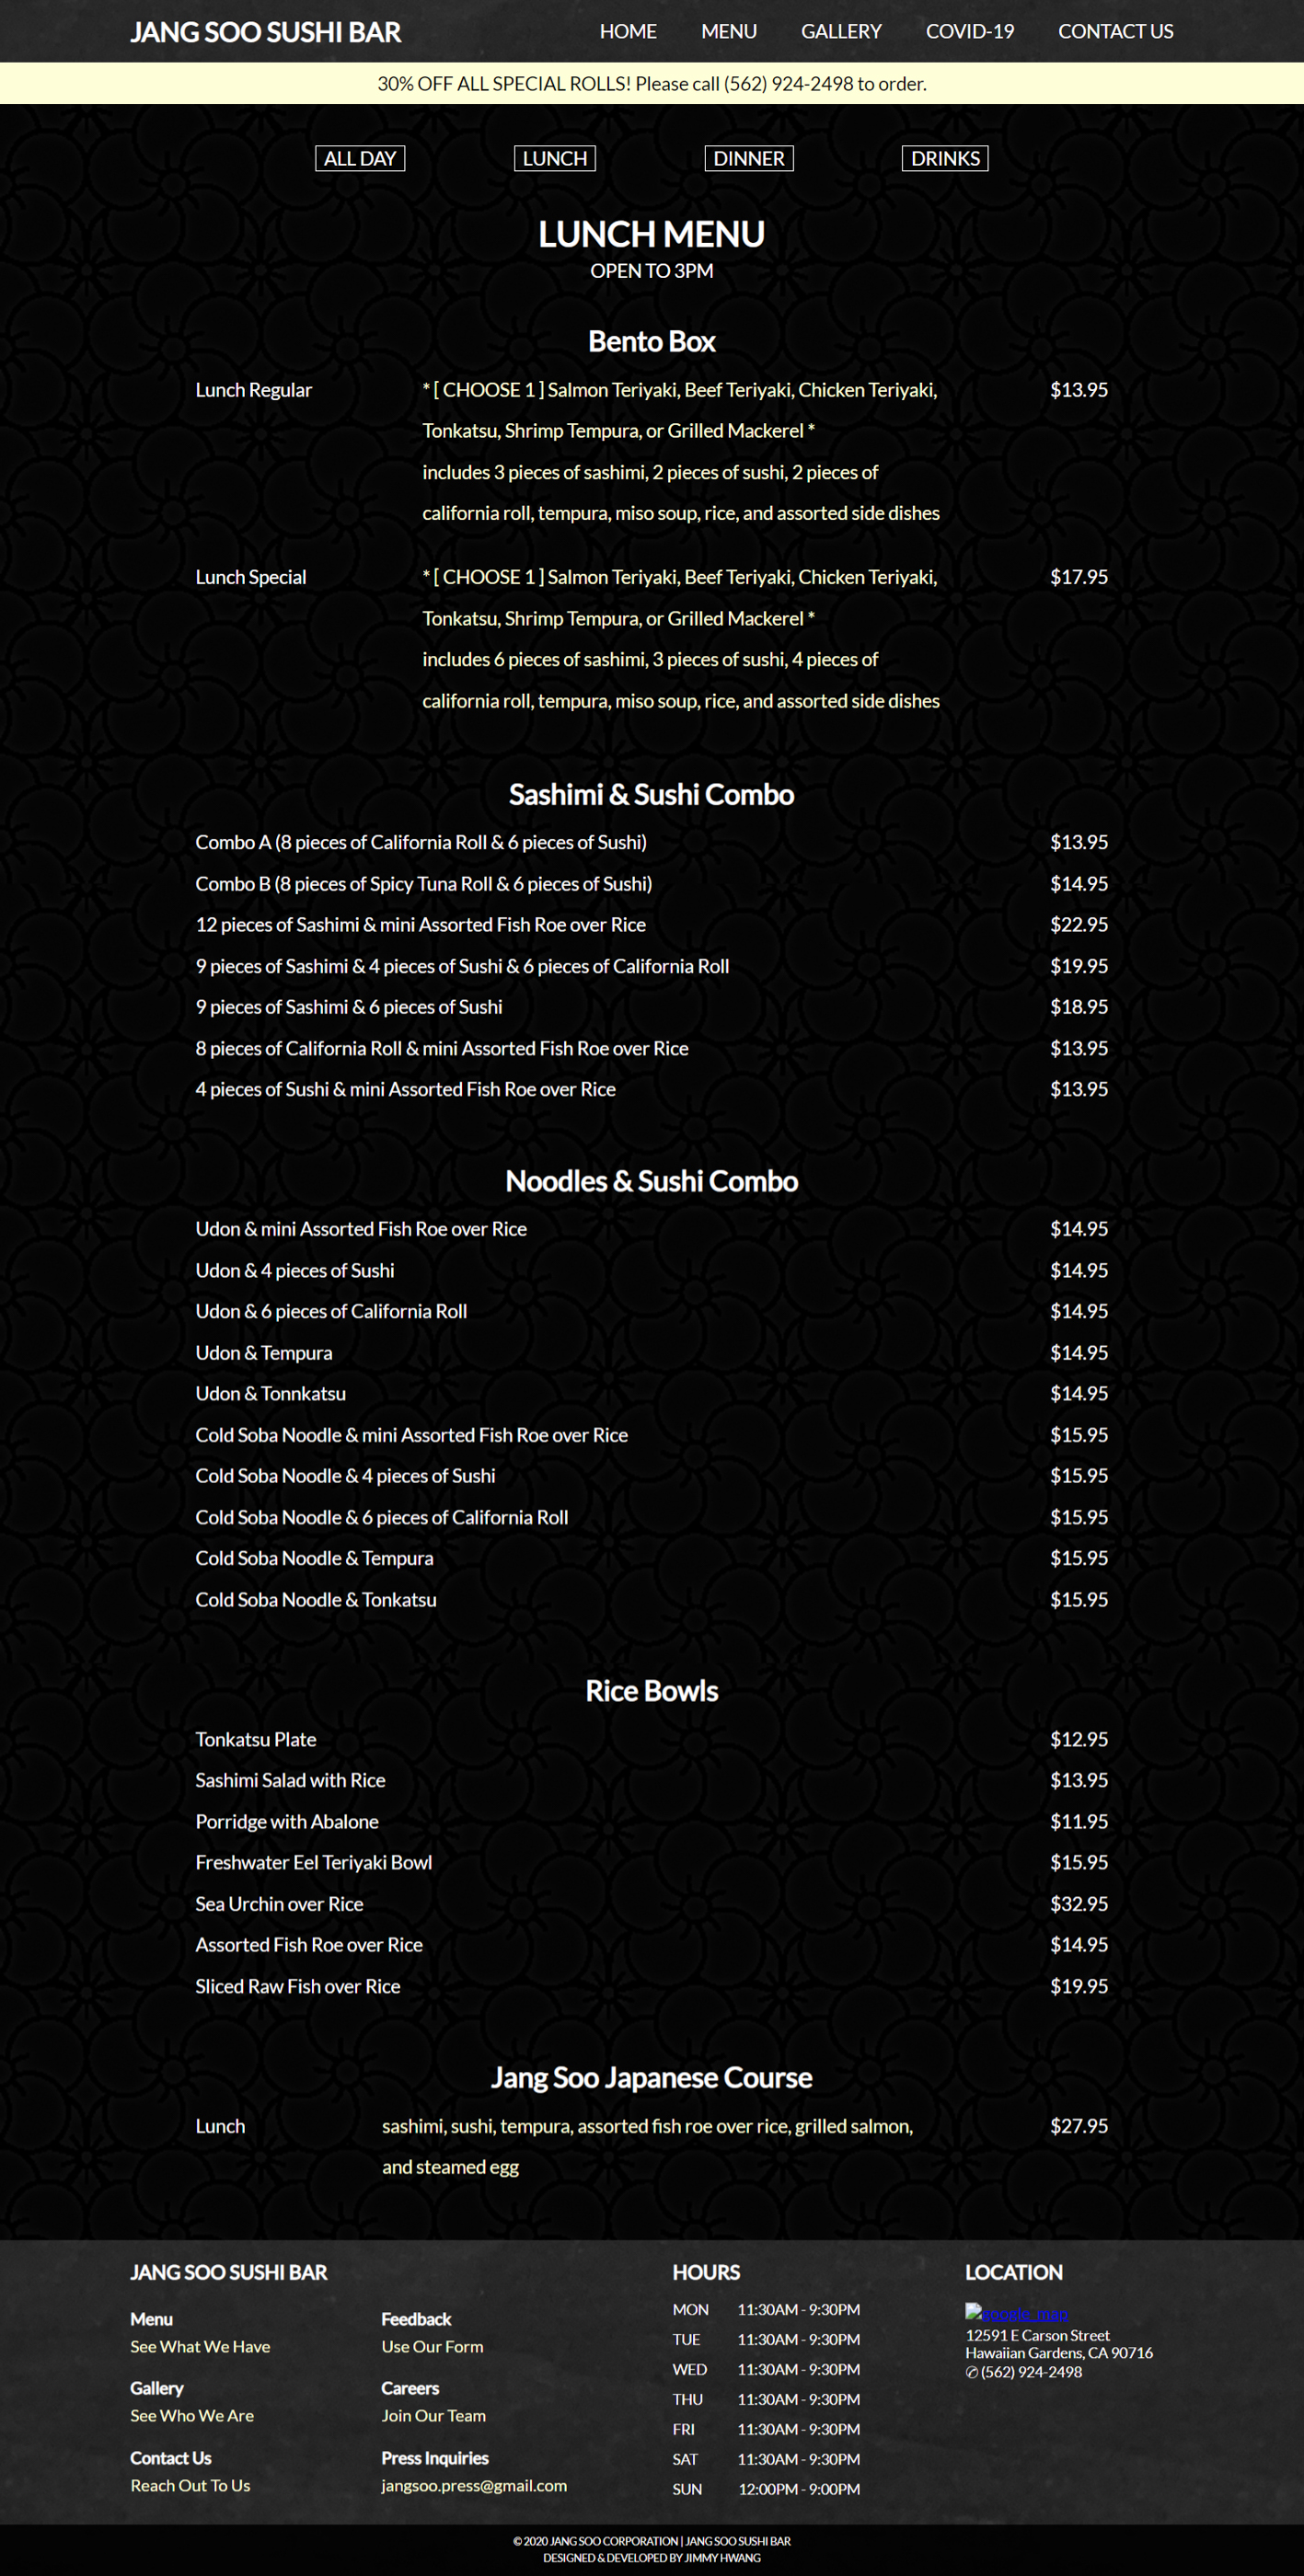 JANG SOO SUSHI BAR HOME MENU GALLERY COVID-19 CONTACT US
30% OFF ALL SPECIAL ROLLS! Please call (562) 924-2498 to order.
ALL DAY LUNCH DINNER DRINKS
LUNCH MENU
OPEN TO 3PM
Bento Box
Lunch Regular * [ CHOOSE 1 ] Salmon Teriyaki, Beef Teriyaki, Chicken Teriyaki, $13.95
Tonkatsu, Shrimp Tempura, or Grilled Mackerel *
includes 3 pieces of sashimi, 2 pieces of sushi, 2 pieces of
california roll, tempura, miso soup, rice, and assorted side dishes
Lunch Special * [ CHOOSE 1 ] Salmon Teriyaki, Beef Teriyaki, Chicken Teriyaki, $17.95
Tonkatsu, Shrimp Tempura, or Grilled Mackerel *
includes 6 pieces of sashimi, 3 pieces of sushi, 4 pieces of
california roll, tempura, miso soup, rice, and assorted side dishes
Sashimi & Sushi Combo
Combo A (8 pieces of California Roll & 6 pieces of Sushi) $13.95
Combo B (8 pieces of Spicy Tuna Roll & 6 pieces of Sushi) $14.95
12 pieces of Sashimi & mini Assorted Fish Roe over Rice $22.95
9 pieces of Sashimi & 4 pieces of Sushi & 6 pieces of California Roll $19.95
9 pieces of Sashimi & 6 pieces of Sushi $18.95
8 pieces of California Roll & mini Assorted Fish Roe over Rice $13.95
4 pieces of Sushi & mini Assorted Fish Roe over Rice $13.95
Noodles & Sushi Combo
Udon & mini Assorted Fish Roe over Rice $14.95
Udon & 4 pieces of Sushi $14.95
Udon & 6 pieces of California Roll $14.95
Udon & Tempura $14.95
Udon & Tonnkatsu $14.95
Cold Soba Noodle & mini Assorted Fish Roe over Rice $15.95
Cold Soba Noodle & 4 pieces of Sushi $15.95
Cold Soba Noodle & 6 pieces of California Roll $15.95
Cold Soba Noodle & Tempura $15.95
Cold Soba Noodle & Tonkatsu $15.95
Rice Bowls
Tonkatsu Plate $12.95
Sashimi Salad with Rice $13.95
Porridge with Abalone $11.95
Freshwater Eel Teriyaki Bowl $15.95
Sea Urchin over Rice $32.95
Assorted Fish Roe over Rice $14.95
Sliced Raw Fish over Rice $19.95
Jang Soo Japanese Course
Lunch sashimi, sushi, tempura, assorted fish roe over rice, grilled salmon, $27.95
and steamed egg
JANG SOO SUSHI BAR
Menu
See What We Have
Gallery
See Who We Are
Contact Us
Reach Out To Us
Feedback
Use Our Form
Careers
Join Our Team
Press Inquiries
jangsoo.press@gmail.com
HOURS
MON 11:30AM - 9:30PM
TUE 11:30AM - 9:30PM
WED 11:30AM - 9:30PM
THU 11:30AM - 9:30PM
FRI 11:30AM - 9:30PM
SAT 11:30AM - 9:30PM
SUN 12:00PM - 9:00PM
LOCATION
google_map
12591 E Carson Street
Hawaiian Gardens, CA 90716
✆ (562) 924-2498
© 2020 JANG SOO CORPORATION | JANG SOO SUSHI BAR
DESIGNED & DEVELOPED BY JIMMY HWANG